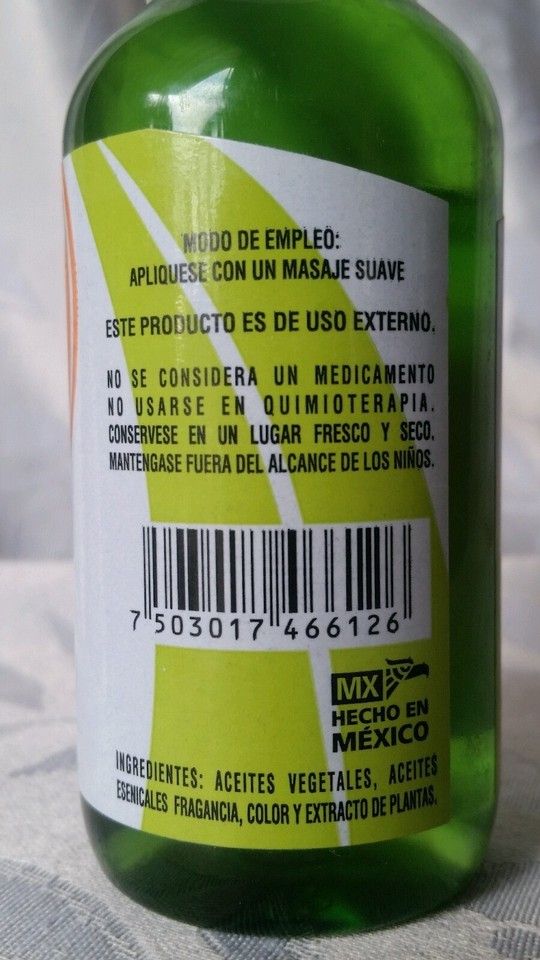 MODO DE EMPLEO:
APLIQUESE CON UN MASAJE SUAVE
ESTE PRODUCTO ES DE USO EXTERNO.
NO SE CONSIDERA UN MEDICAMENTO
NO USARSE EN QUIMIOTERAPIA.
CONSERVESE EN UN LUGAR FRESCO Y SECO.
MANTENGASE FUERA DEL ALCANCE DE LOS NIÑOS.
7 503017 466126
MX
HECHO EN
MÉXICO
INGREDIENTES: ACEITES VEGETALES, ACEITES
ESENICALES FRAGANCIA, COLOR Y EXTRACTO DE PLANTAS.